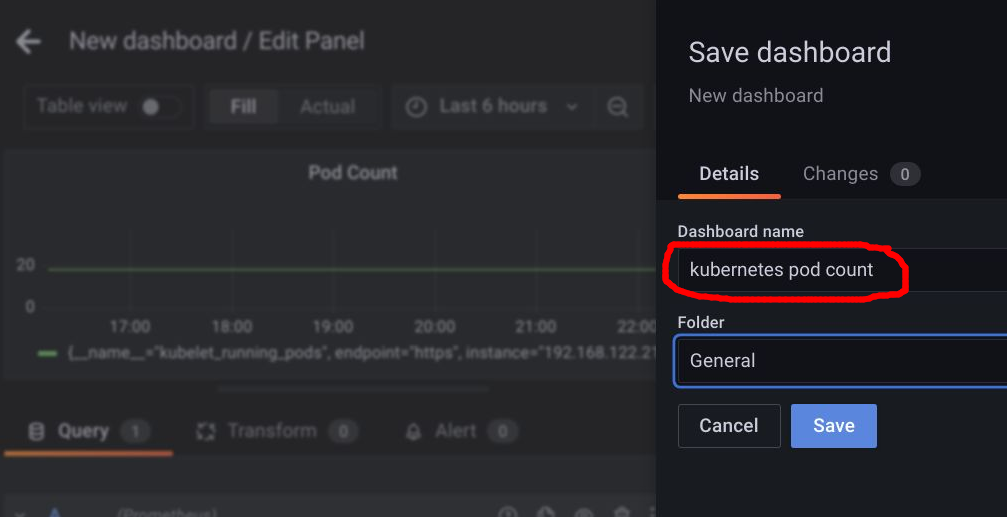 New dashboard / Edit Panel
Table view
Fill
Actual
Last 6 hours
Pod Count
20
0
17:00
18:00
19:00
20:00
21:00
22:00
{__name__="kubelet_running_pods", endpoint="https", instance="192.168.122.21
Query 1
Transform 0
Alert 0
A
(Prometheus)
Save dashboard
New dashboard
Details
Changes 0
Dashboard name
kubernetes pod count
Folder
General
Cancel
Save